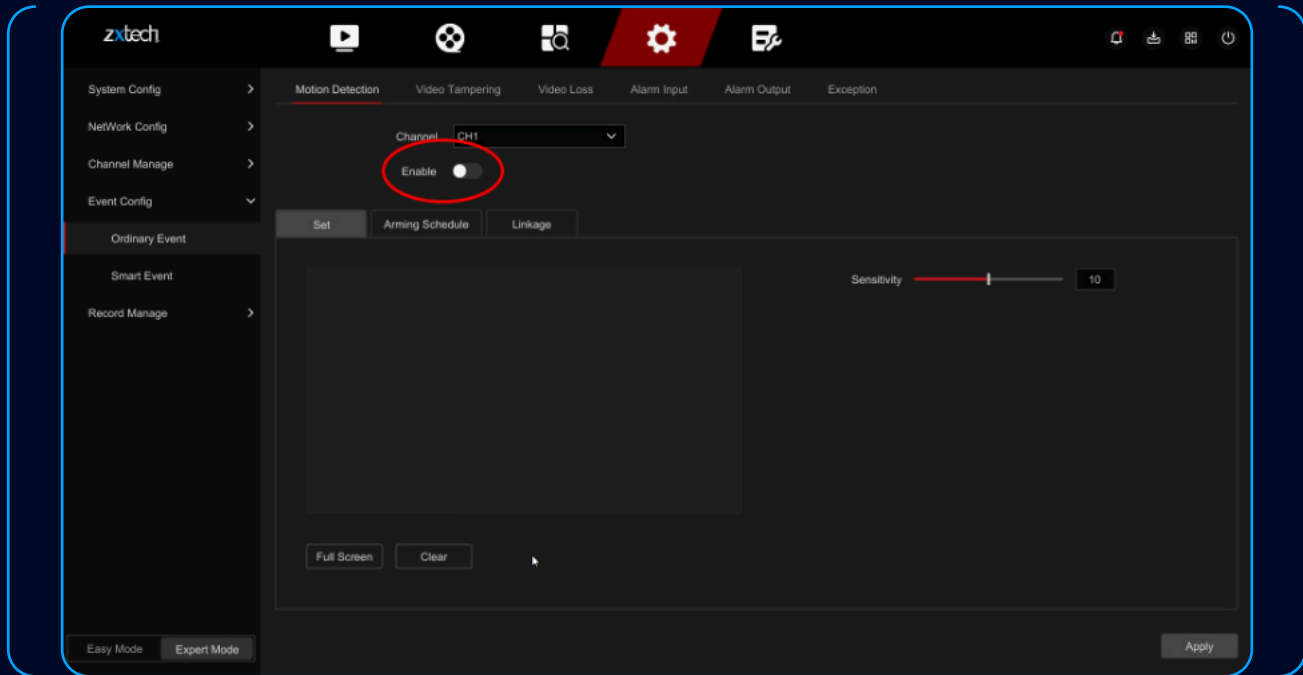 zxtech
System Config
NetWork Config
Channel Manage
Event Config
Ordinary Event
Smart Event
Record Manage
Easy Mode Expert Mode
Motion Detection Video Tampering Video Loss Alarm Input Alarm Output Exception
Channel CH1
Enable
Set Arming Schedule Linkage
Sensitivity 10
Full Screen Clear
Apply